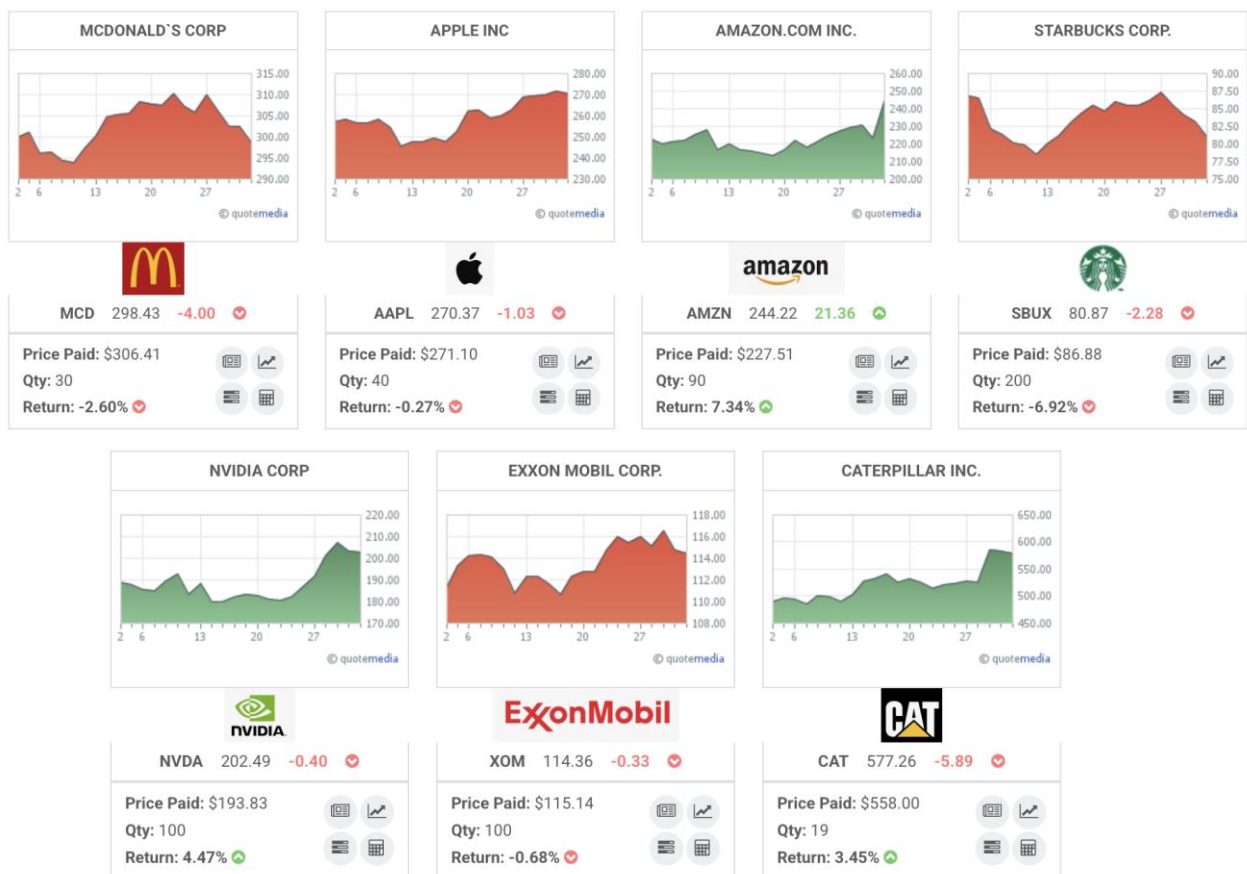 MCDONALD`S CORP
315.00
310.00
305.00
300.00
295.00
290.00
2 6 13 20 27
© quotemedia
MCD 298.43 -4.00
Price Paid: $306.41
Qty: 30
Return: -2.60%
APPLE INC
280.00
270.00
260.00
250.00
240.00
230.00
2 6 13 20 27
© quotemedia
AAPL 270.37 -1.03
Price Paid: $271.10
Qty: 40
Return: -0.27%
AMAZON.COM INC.
260.00
250.00
240.00
230.00
220.00
210.00
200.00
2 6 13 20 27
© quotemedia
amazon
AMZN 244.22 21.36
Price Paid: $227.51
Qty: 90
Return: 7.34%
STARBUCKS CORP.
90.00
87.50
85.00
82.50
80.00
77.50
75.00
2 6 13 20 27
© quotemedia
SBUX 80.87 -2.28
Price Paid: $86.88
Qty: 200
Return: -6.92%
NVIDIA CORP
220.00
210.00
200.00
190.00
180.00
170.00
2 6 13 20 27
© quotemedia
NVIDIA.
NVDA 202.49 -0.40
Price Paid: $193.83
Qty: 100
Return: 4.47%
EXXON MOBIL CORP.
118.00
116.00
114.00
112.00
110.00
108.00
2 6 13 20 27
© quotemedia
ExxonMobil
XOM 114.36 -0.33
Price Paid: $115.14
Qty: 100
Return: -0.68%
CATERPILLAR INC.
650.00
600.00
550.00
500.00
450.00
2 6 13 20 27
© quotemedia
CAT
CAT 577.26 -5.89
Price Paid: $558.00
Qty: 19
Return: 3.45%